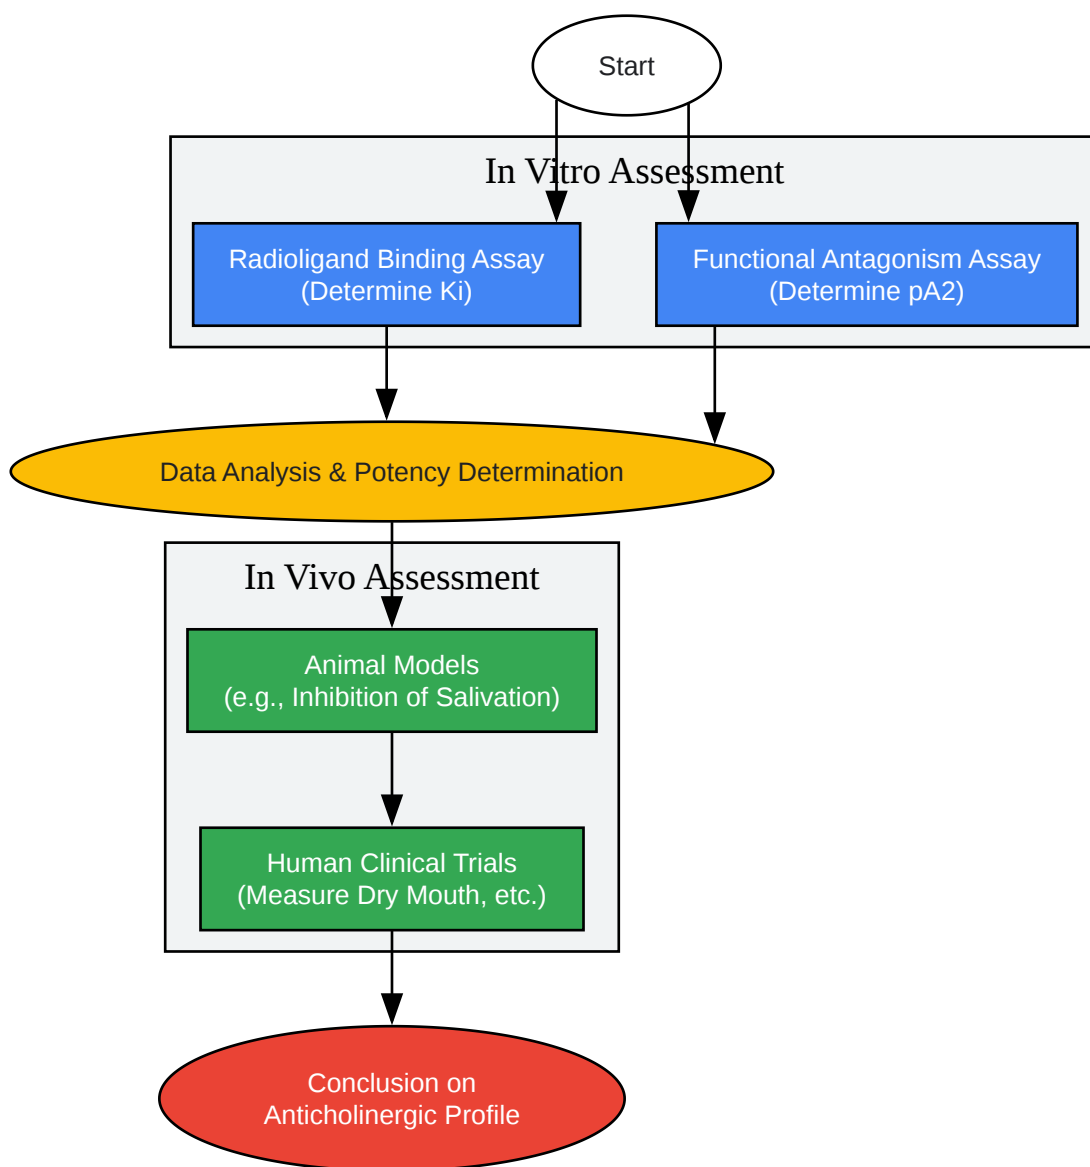 Start
In Vitro Assessment
Radioligand Binding Assay
(Determine Ki)
Functional Antagonism Assay
(Determine pA2)
Data Analysis & Potency Determination
In Vivo Assessment
Animal Models
(e.g., Inhibition of Salivation)
Human Clinical Trials
(Measure Dry Mouth, etc.)
Conclusion on
Anticholinergic Profile